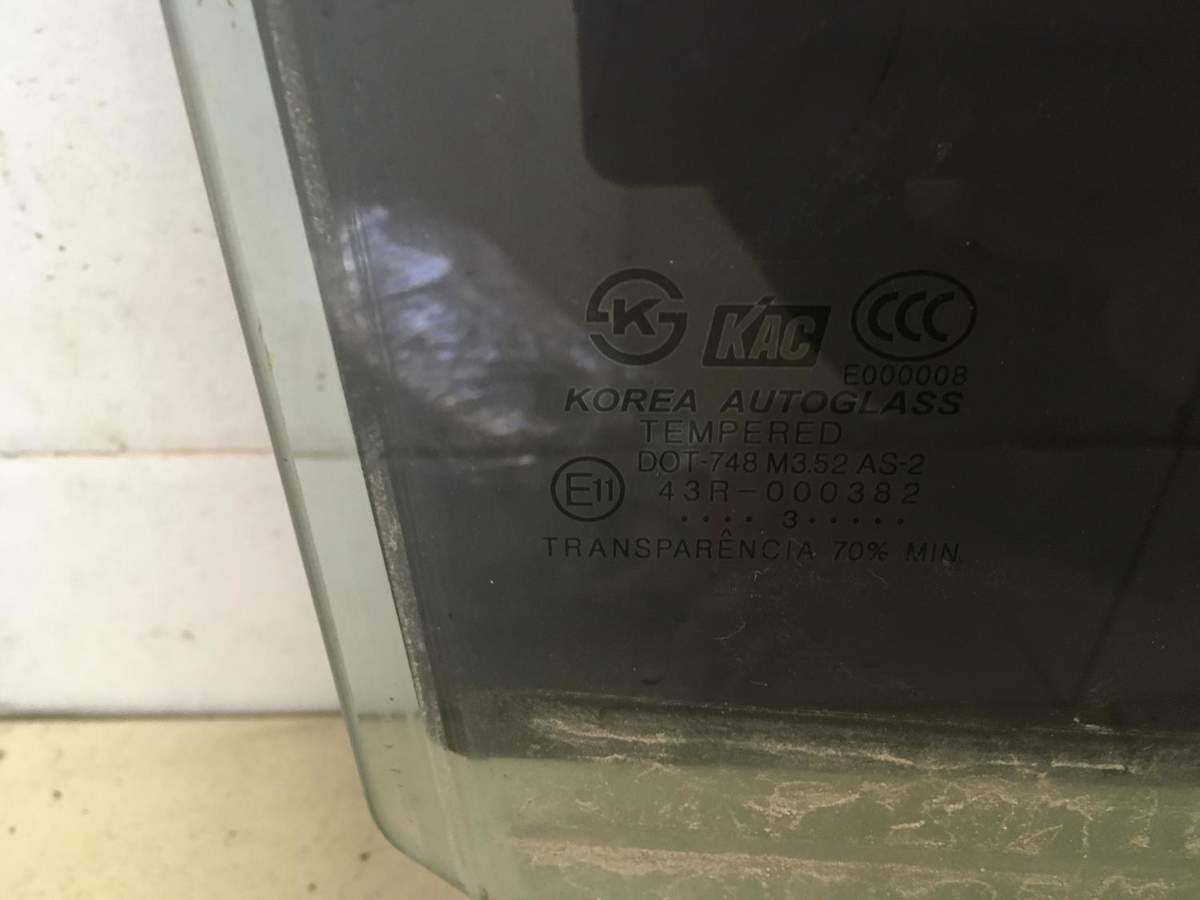 KS KAC CCC
E000008
KOREA AUTOGLASS
TEMPERED
DOT-748 M3.52 AS-2
E11 43R-000382
•••• 3•••••
TRANSPARÊNCIA 70% MIN